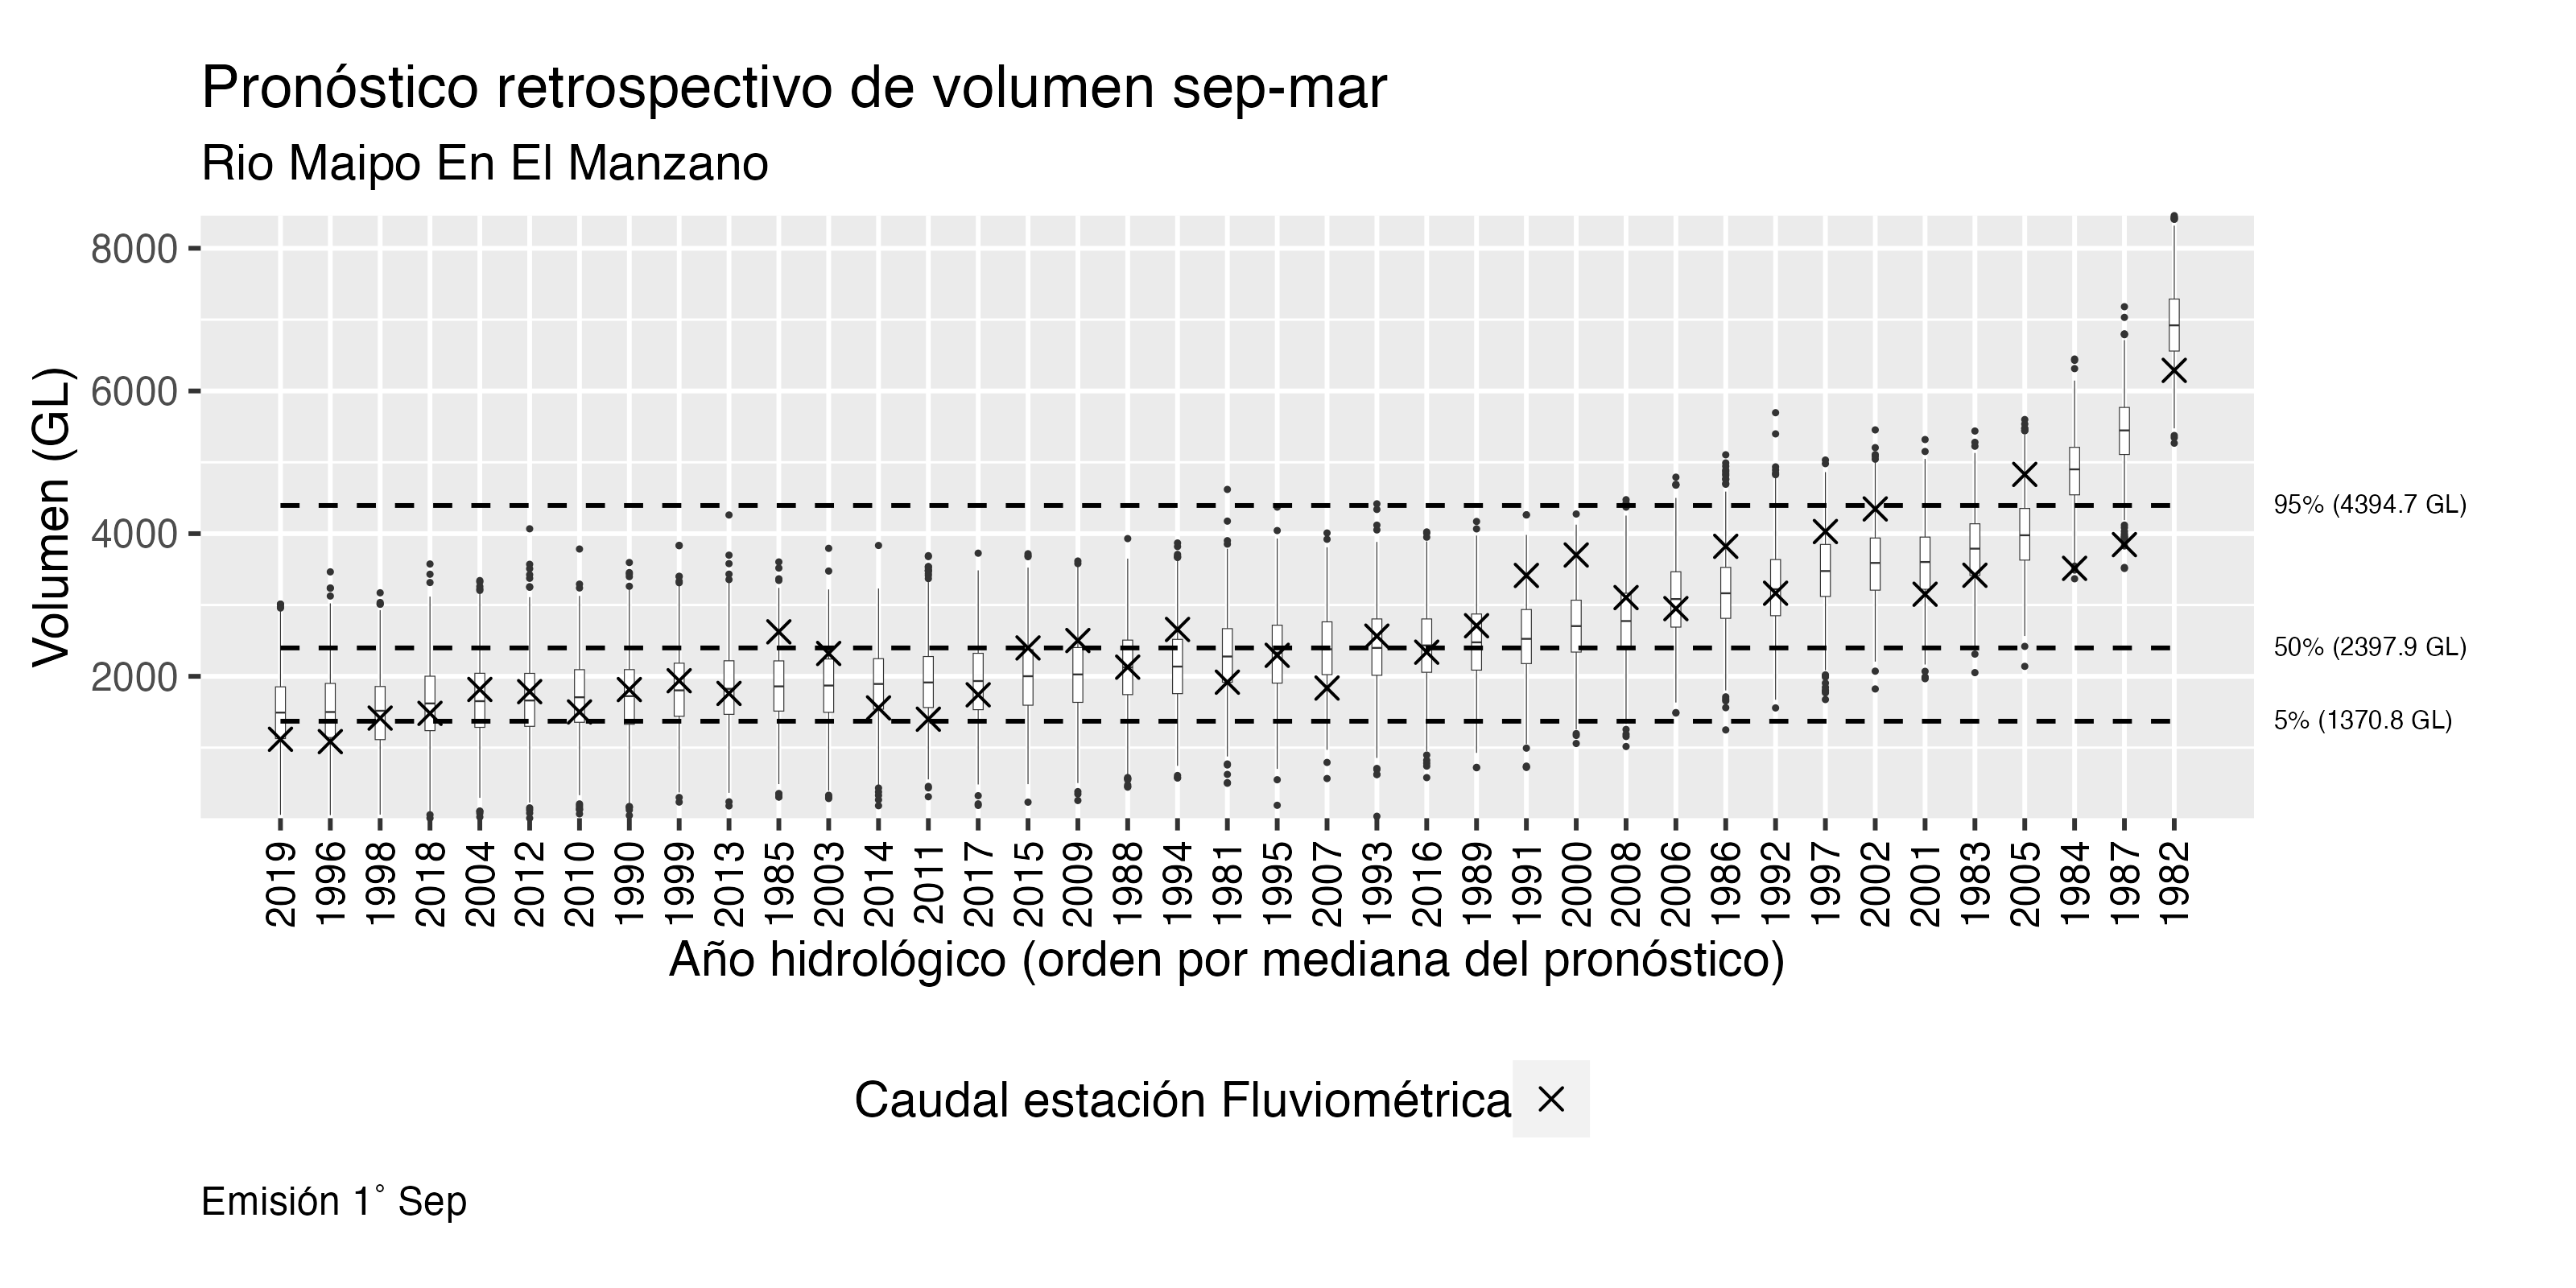 Pronóstico retrospectivo de volumen sep-mar
Rio Maipo En El Manzano
Volumen (GL)
8000
6000
4000
2000
95% (4394.7 GL)
50% (2397.9 GL)
5% (1370.8 GL)
2019 1996 1998 2018 2004 2012 2010 1990 1999 2013 1985 2003 2014 2011 2017 2015 2009 1988 1994 1981 1995 2007 1993 2016 1989 1991 2000 2008 2006 1986 1992 1997 2002 2001 1983 2005 1984 1987 1982
Año hidrológico (orden por mediana del pronóstico)
Caudal estación Fluviométrica
Emisión 1° Sep